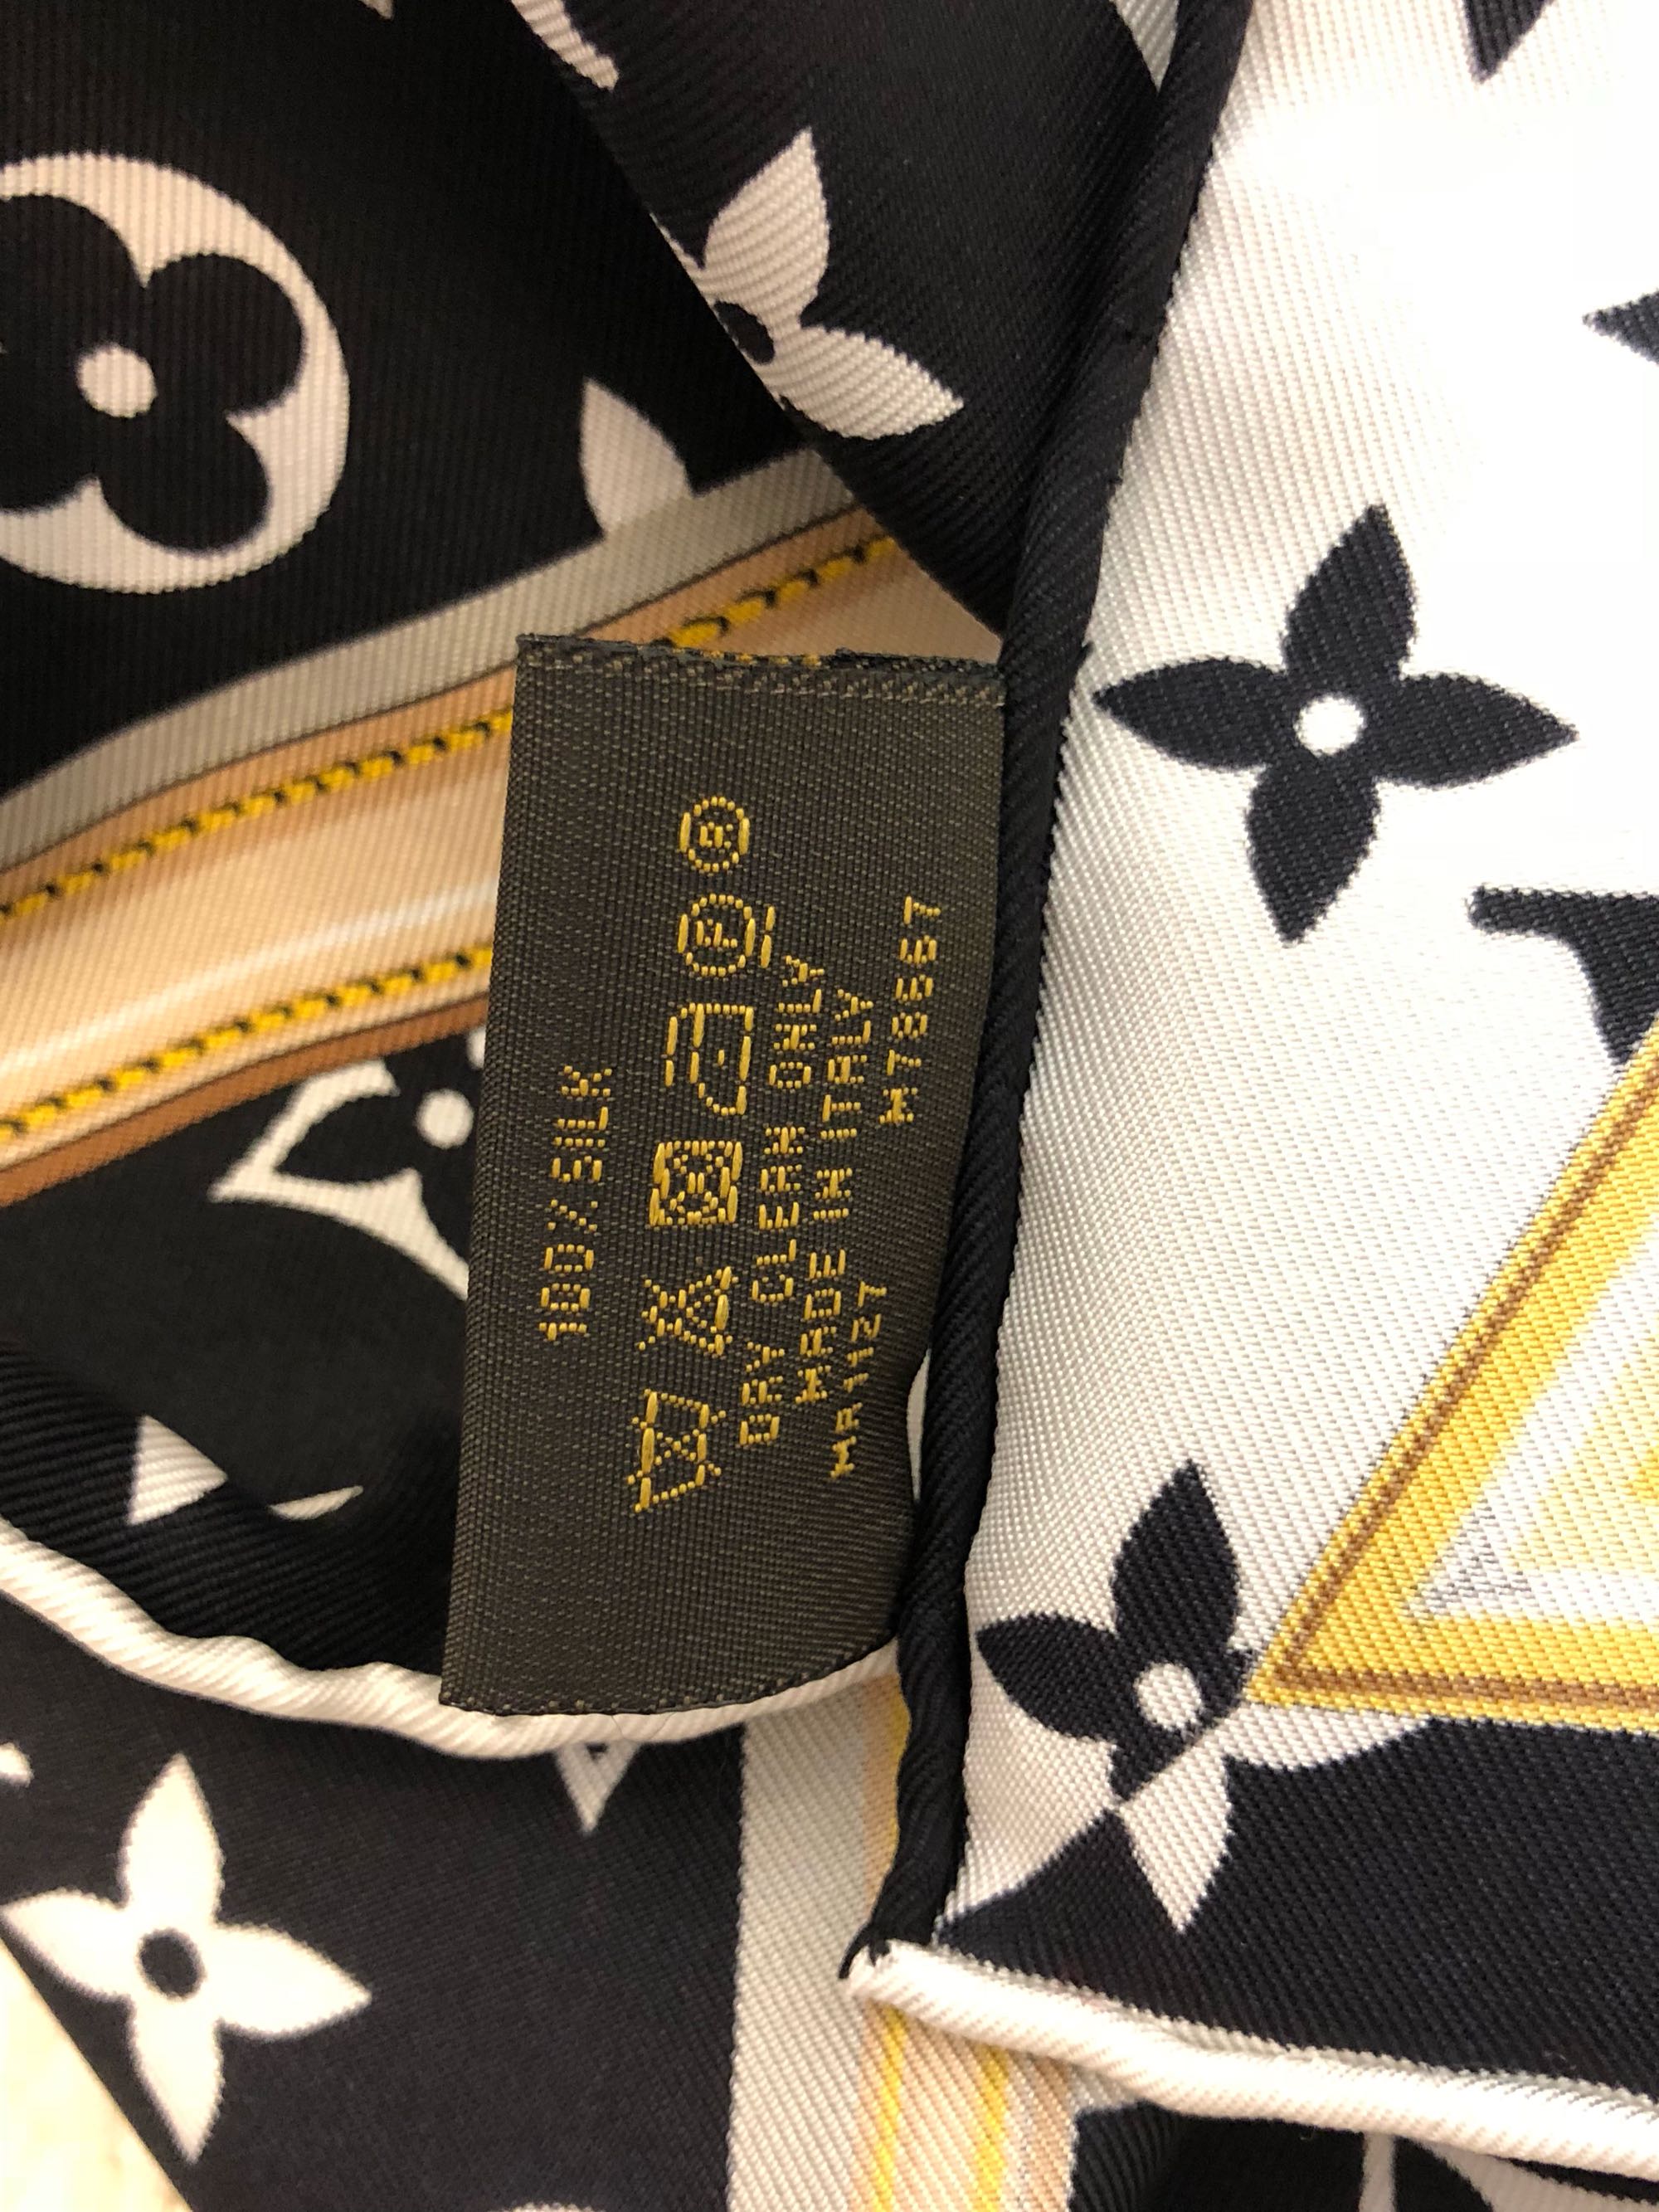 100% SILK
Ⓕ ®
DRY CLEAN ONLY
MADE IN ITALY
MR1127 M78667